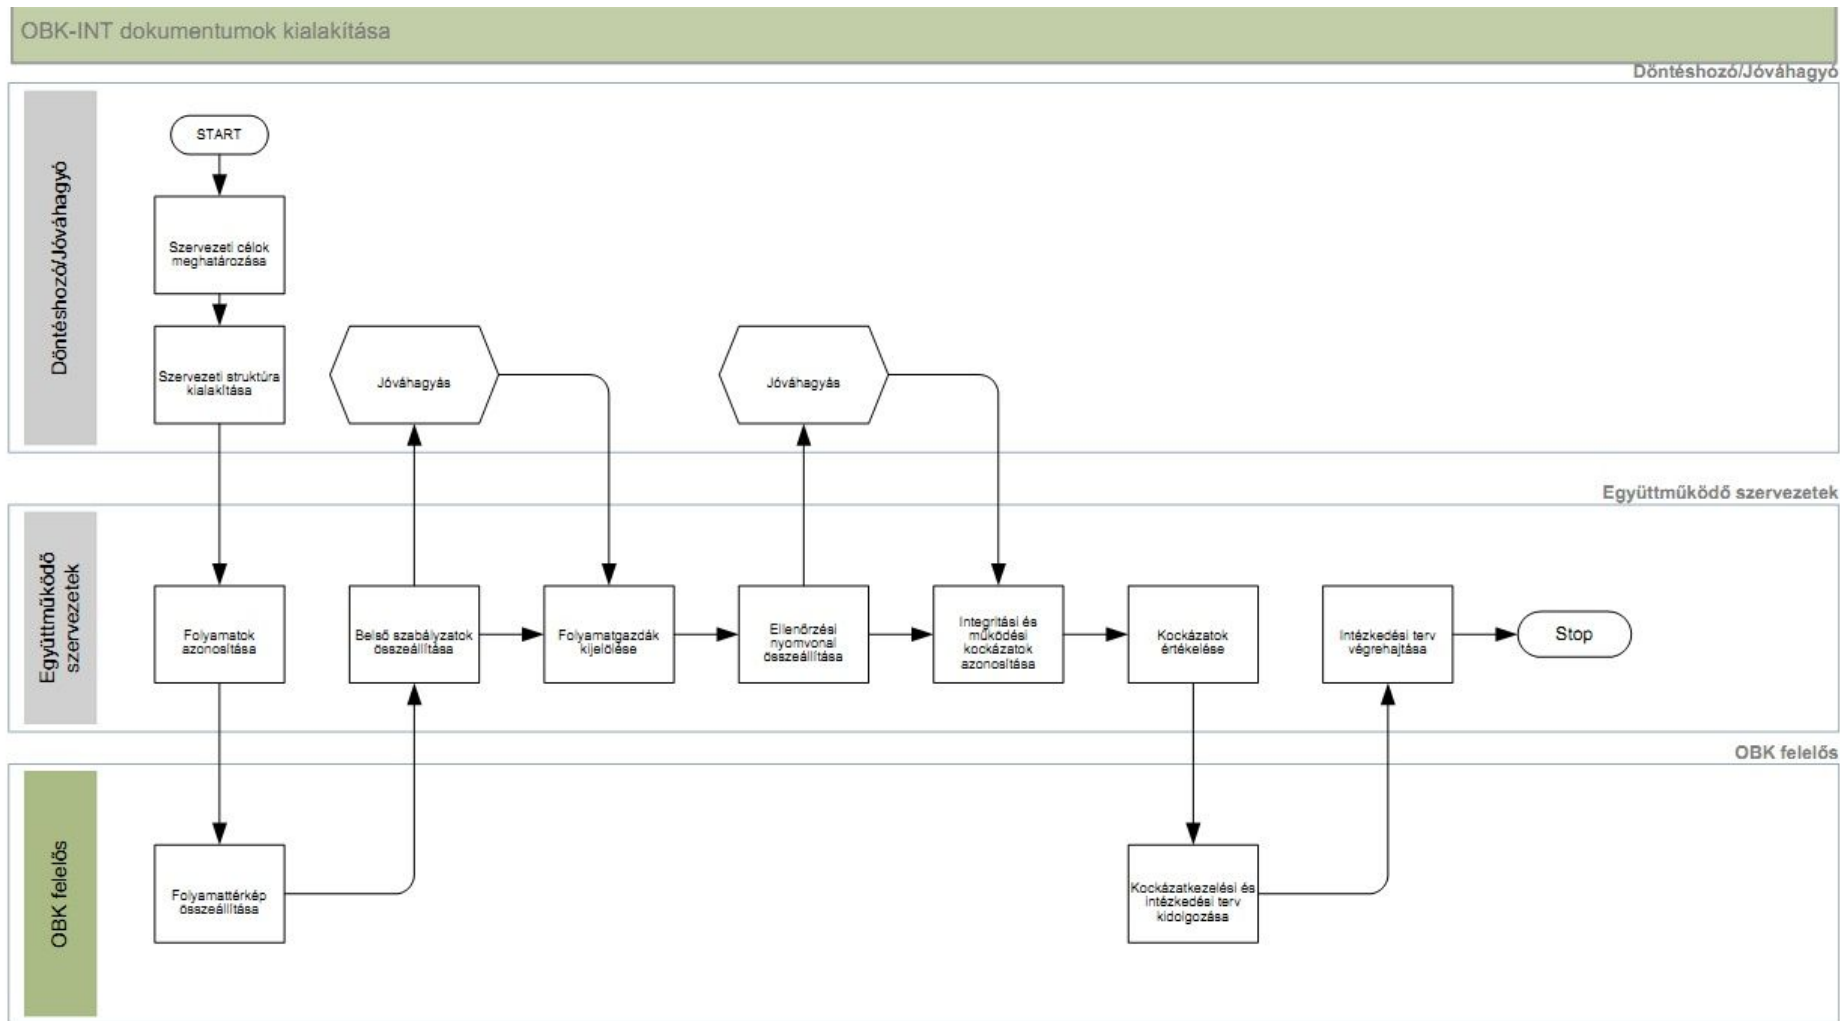 OBK-INT dokumentumok kialakítása
Döntéshozó/Jóváhagyó
Döntéshozó/Jóváhagyó
START
Szervezeti célok
meghatározása
Szervezeti struktúra
kialakítása
Jóváhagyás
Jóváhagyás
Együttműködő szervezetek
Együttműködő
szervezetek
Folyamatok
azonosítása
Belső szabályzatok
összeállítása
Folyamatgazdák
kijelölése
Ellenőrzési
nyomvonal
összeállítása
Integritási és
működési
kockázatok
azonosítása
Kockázatok
értékelése
Intézkedési terv
végrehajtása
Stop
OBK felelős
OBK felelős
Folyamattérkép
összeállítása
Kockázatkezelési és
intézkedési terv
kidolgozása